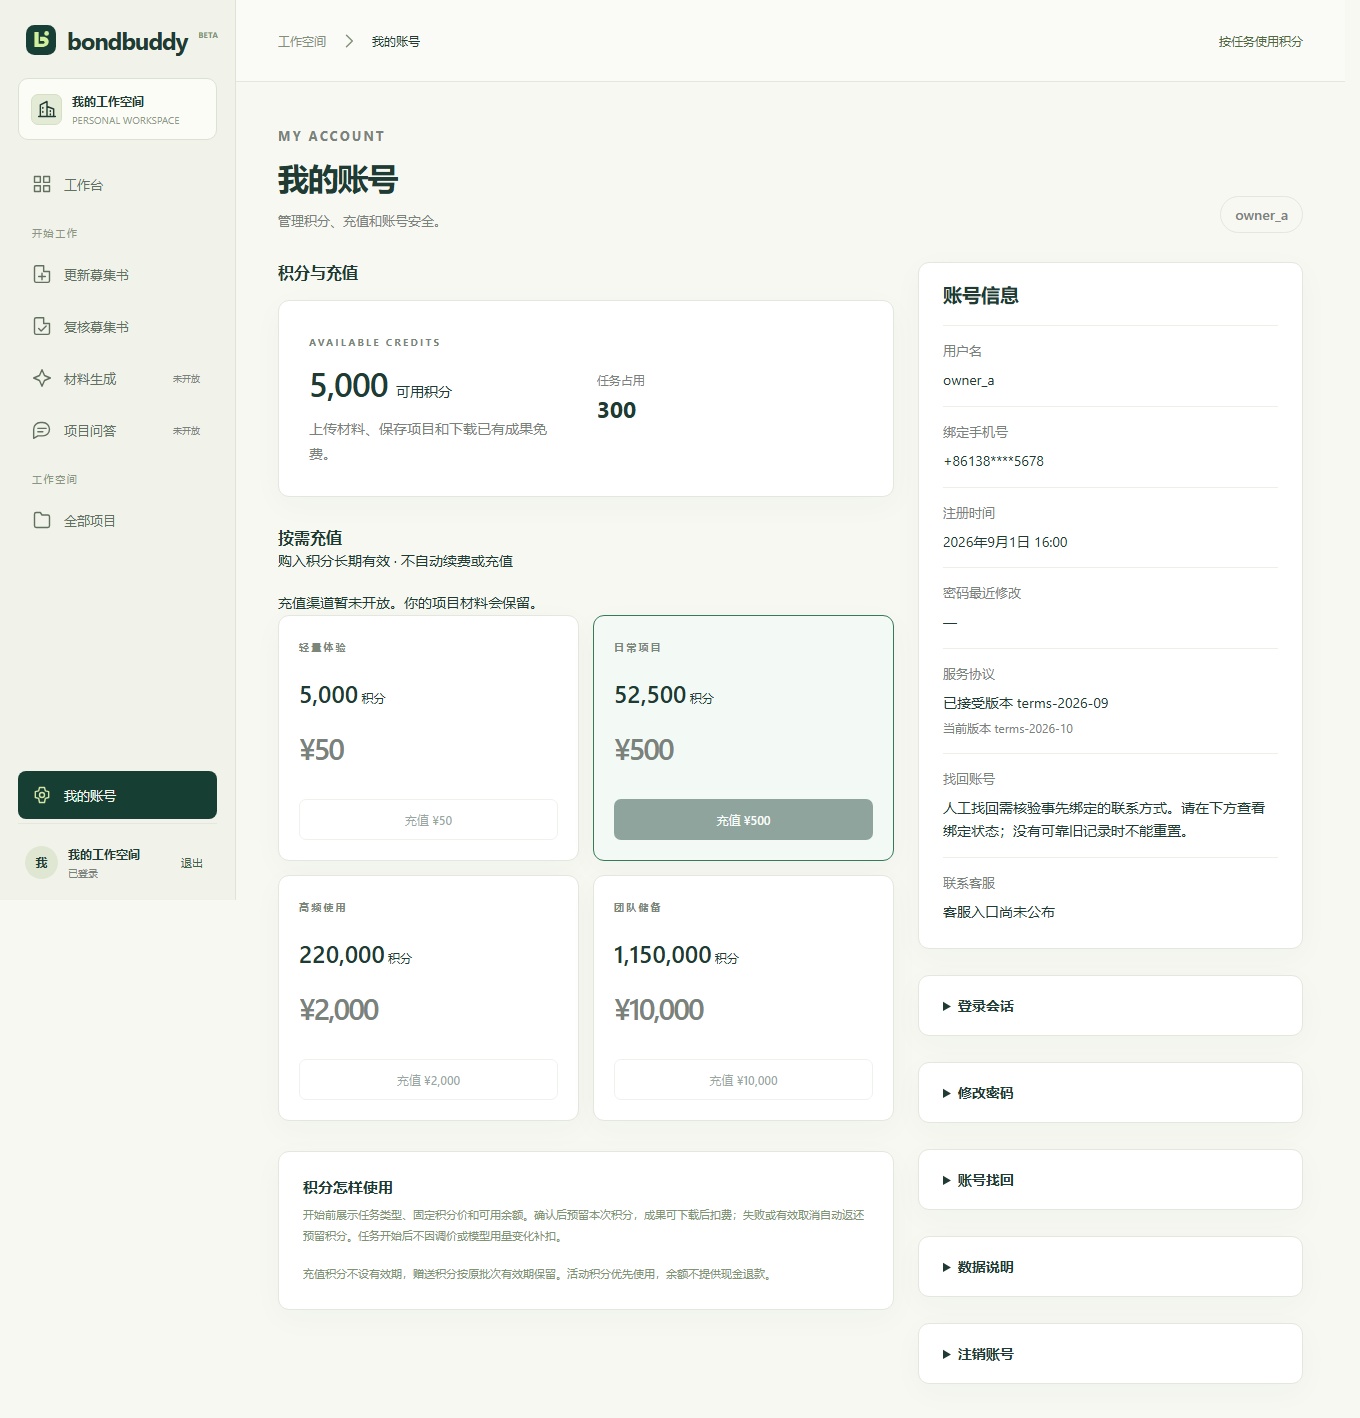 bondbuddy BETA
我的工作空间
PERSONAL WORKSPACE
工作台
开始工作
更新募集书
复核募集书
材料生成 未开放
项目问答 未开放
工作空间
全部项目
我的账号
我 我的工作空间
已登录
退出
工作空间 我的账号
按任务使用积分
MY ACCOUNT
我的账号
管理积分、充值和账号安全。
owner_a
积分与充值
AVAILABLE CREDITS
5,000 可用积分
上传材料、保存项目和下载已有成果免
费。
任务占用
300
按需充值
购入积分长期有效 · 不自动续费或充值
充值渠道暂未开放。你的项目材料会保留。
轻量体验
5,000 积分
¥50
充值 ¥50
日常项目
52,500 积分
¥500
充值 ¥500
高频使用
220,000 积分
¥2,000
充值 ¥2,000
团队储备
1,150,000 积分
¥10,000
充值 ¥10,000
积分怎样使用
开始前展示任务类型、固定积分价和可用余额。确认后预留本次积分，成果可下载后扣费；失败或有效取消自动返还
预留积分。任务开始后不因调价或模型用量变化补扣。
充值积分不设有效期，赠送积分按原批次有效期保留。活动积分优先使用，余额不提供现金退款。
账号信息
用户名
owner_a
绑定手机号
+86138****5678
注册时间
2026年9月1日 16:00
密码最近修改
—
服务协议
已接受版本 terms-2026-09
当前版本 terms-2026-10
找回账号
人工找回需核验事先绑定的联系方式。请在下方查看
绑定状态；没有可靠旧记录时不能重置。
联系客服
客服入口尚未公布
登录会话
修改密码
账号找回
数据说明
注销账号